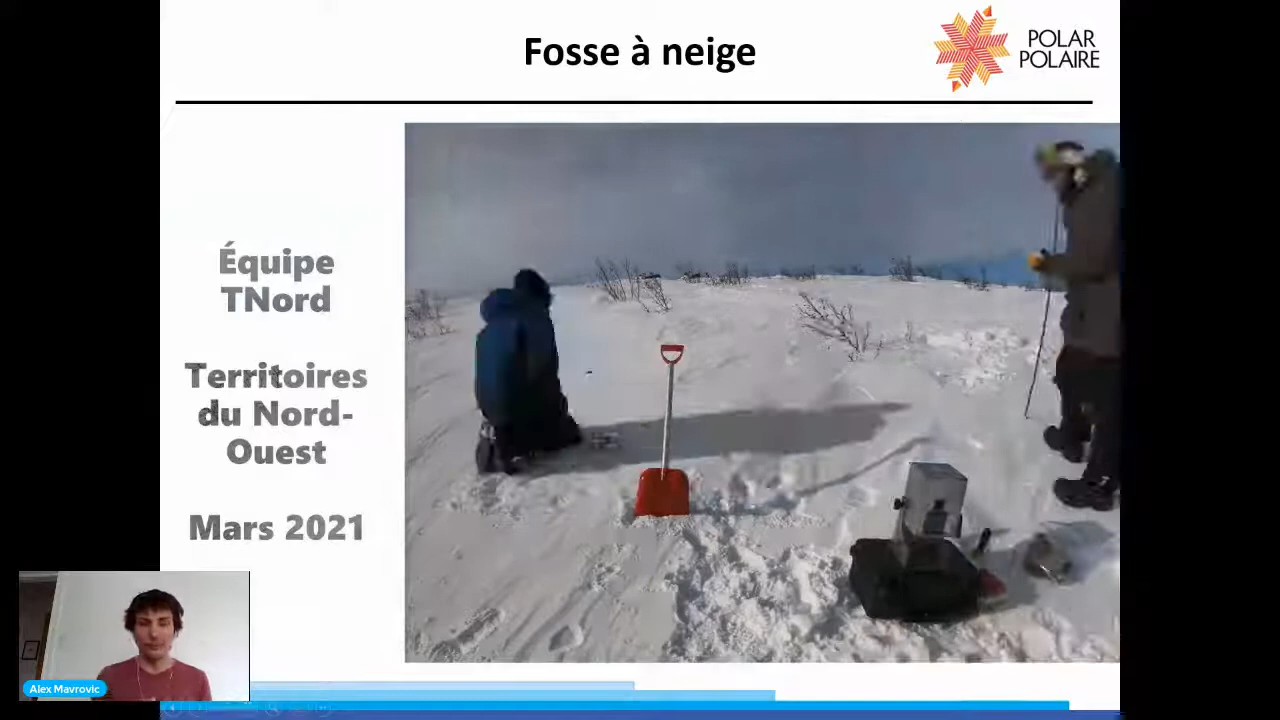 Fosse à neige
POLAR
POLAIRE
Équipe
TNord
Territoires
du Nord-
Ouest
Mars 2021
Alex Mavrovic